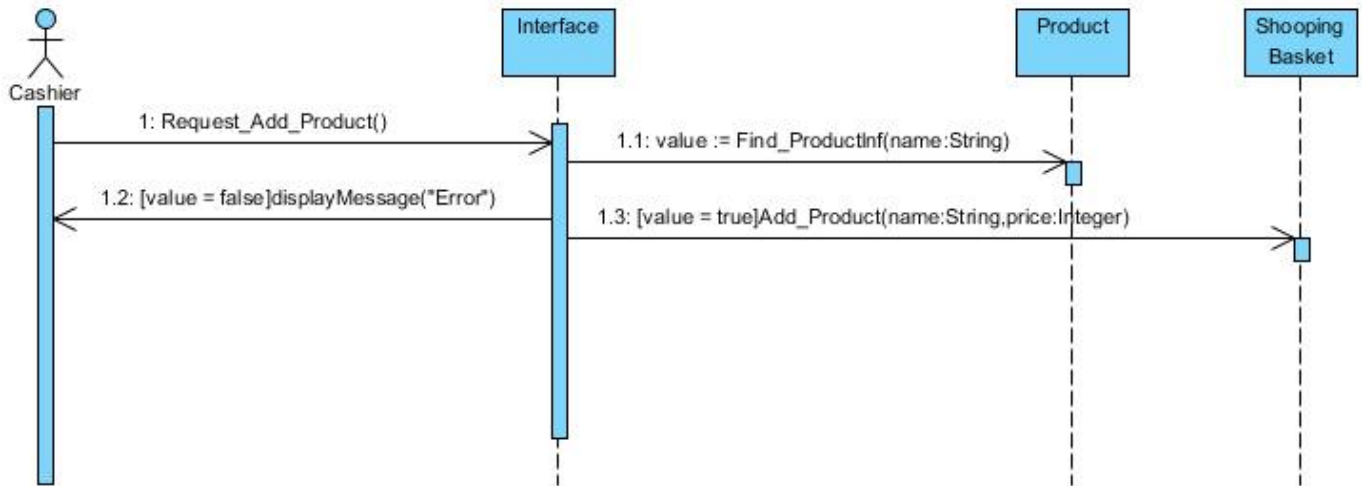 Interface
Product
Shooping
Basket
Cashier
1: Request_Add_Product()
1.1: value := Find_ProductInf(name:String)
1.2: [value = false]displayMessage("Error")
1.3: [value = true]Add_Product(name:String,price:Integer)